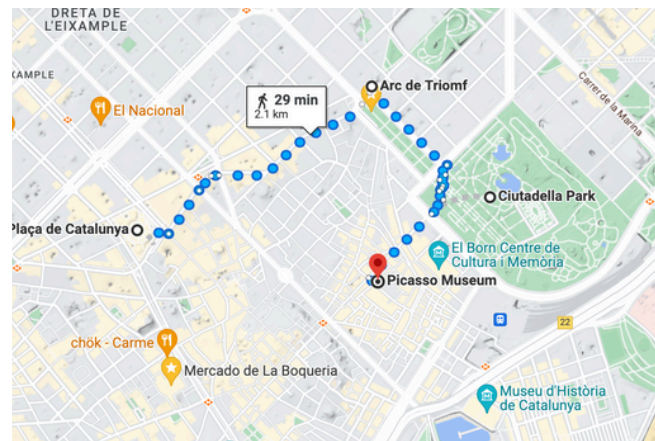 DRETA DE
L'EIXAMPLE
EIXAMPLE
El Nacional
29 min
2.1 km
Arc de Triomf
Carrer de la Marina
Plaça de Catalunya
Ciutadella Park
El Born Centre de
Cultura i Memòria
Picasso Museum
22
chök - Carme
Mercado de La Boqueria
Museu d'Història
de Catalunya